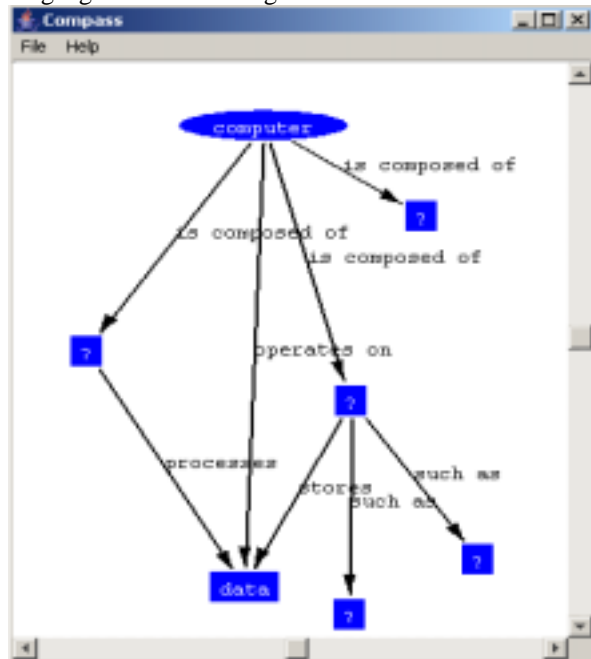 Compass
File Help
computer
is composed of
?
is composed of
is composed of
?
operates on
?
processes
such as
stores
such as
?
data
?